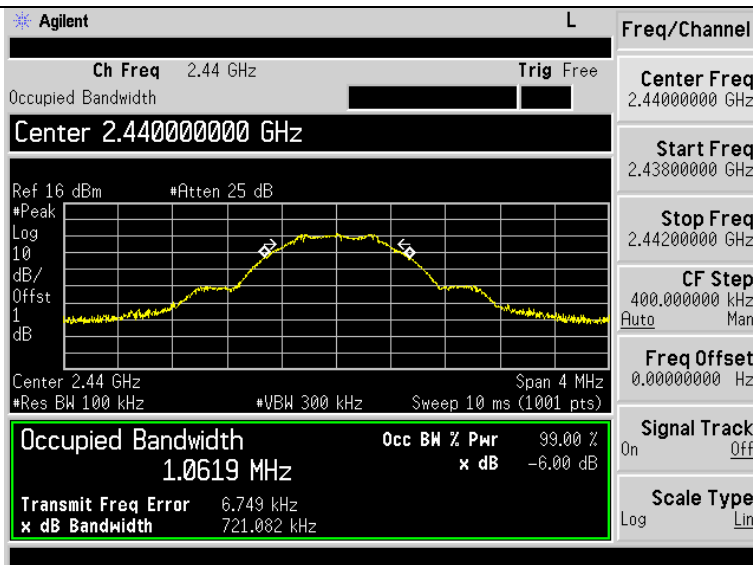 Agilent
L
Ch Freq 2.44 GHz
Trig Free
Occupied Bandwidth
Center 2.440000000 GHz
Ref 16 dBm #Atten 25 dB
#Peak
Log
10
dB/
Offst
1
dB
Center 2.44 GHz Span 4 MHz
#Res BW 100 kHz #VBW 300 kHz Sweep 10 ms (1001 pts)
Occupied Bandwidth
1.0619 MHz
Occ BW % Pwr 99.00 %
x dB -6.00 dB
Transmit Freq Error 6.749 kHz
x dB Bandwidth 721.082 kHz
Freq/Channel
Center Freq
2.44000000 GHz
Start Freq
2.43800000 GHz
Stop Freq
2.44200000 GHz
CF Step
400.000000 kHz
Auto Man
Freq Offset
0.00000000 Hz
Signal Track
On Off
Scale Type
Log Lin